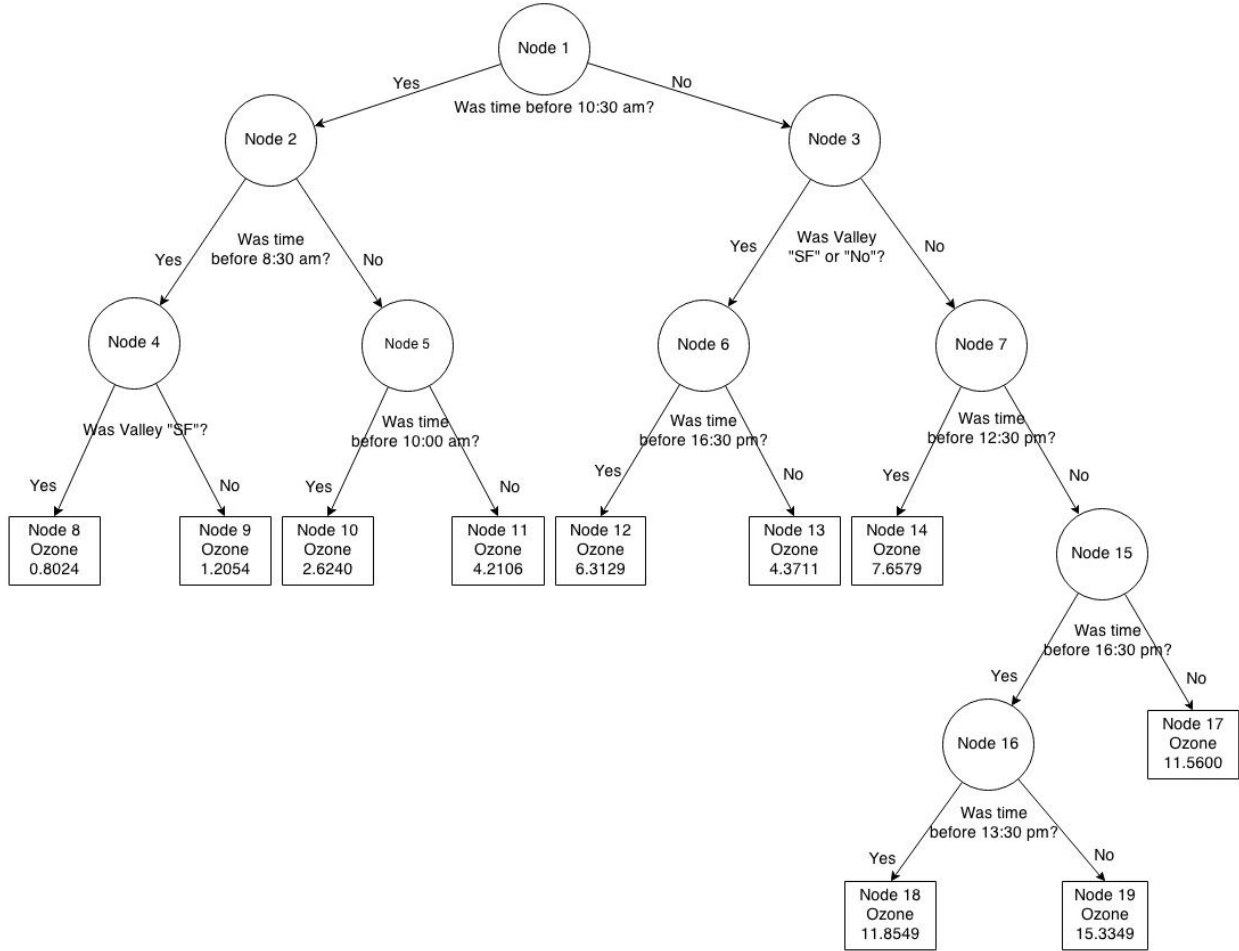 Node 1
Yes
No
Was time before 10:30 am?
Node 2
Node 3
Yes
Was time
before 8:30 am?
No
Yes
Was Valley
"SF" or "No"?
No
Node 4
Node 5
Node 6
Node 7
Was Valley "SF"?
Was time
before 10:00 am?
Was time
before 16:30 pm?
Was time
before 12:30 pm?
Yes
No
Yes
No
Yes
No
Yes
No
Node 8
Ozone
0.8024
Node 9
Ozone
1.2054
Node 10
Ozone
2.6240
Node 11
Ozone
4.2106
Node 12
Ozone
6.3129
Node 13
Ozone
4.3711
Node 14
Ozone
7.6579
Node 15
Was time
before 16:30 pm?
Yes
No
Node 16
Node 17
Ozone
11.5600
Was time
before 13:30 pm?
Yes
No
Node 18
Ozone
11.8549
Node 19
Ozone
15.3349